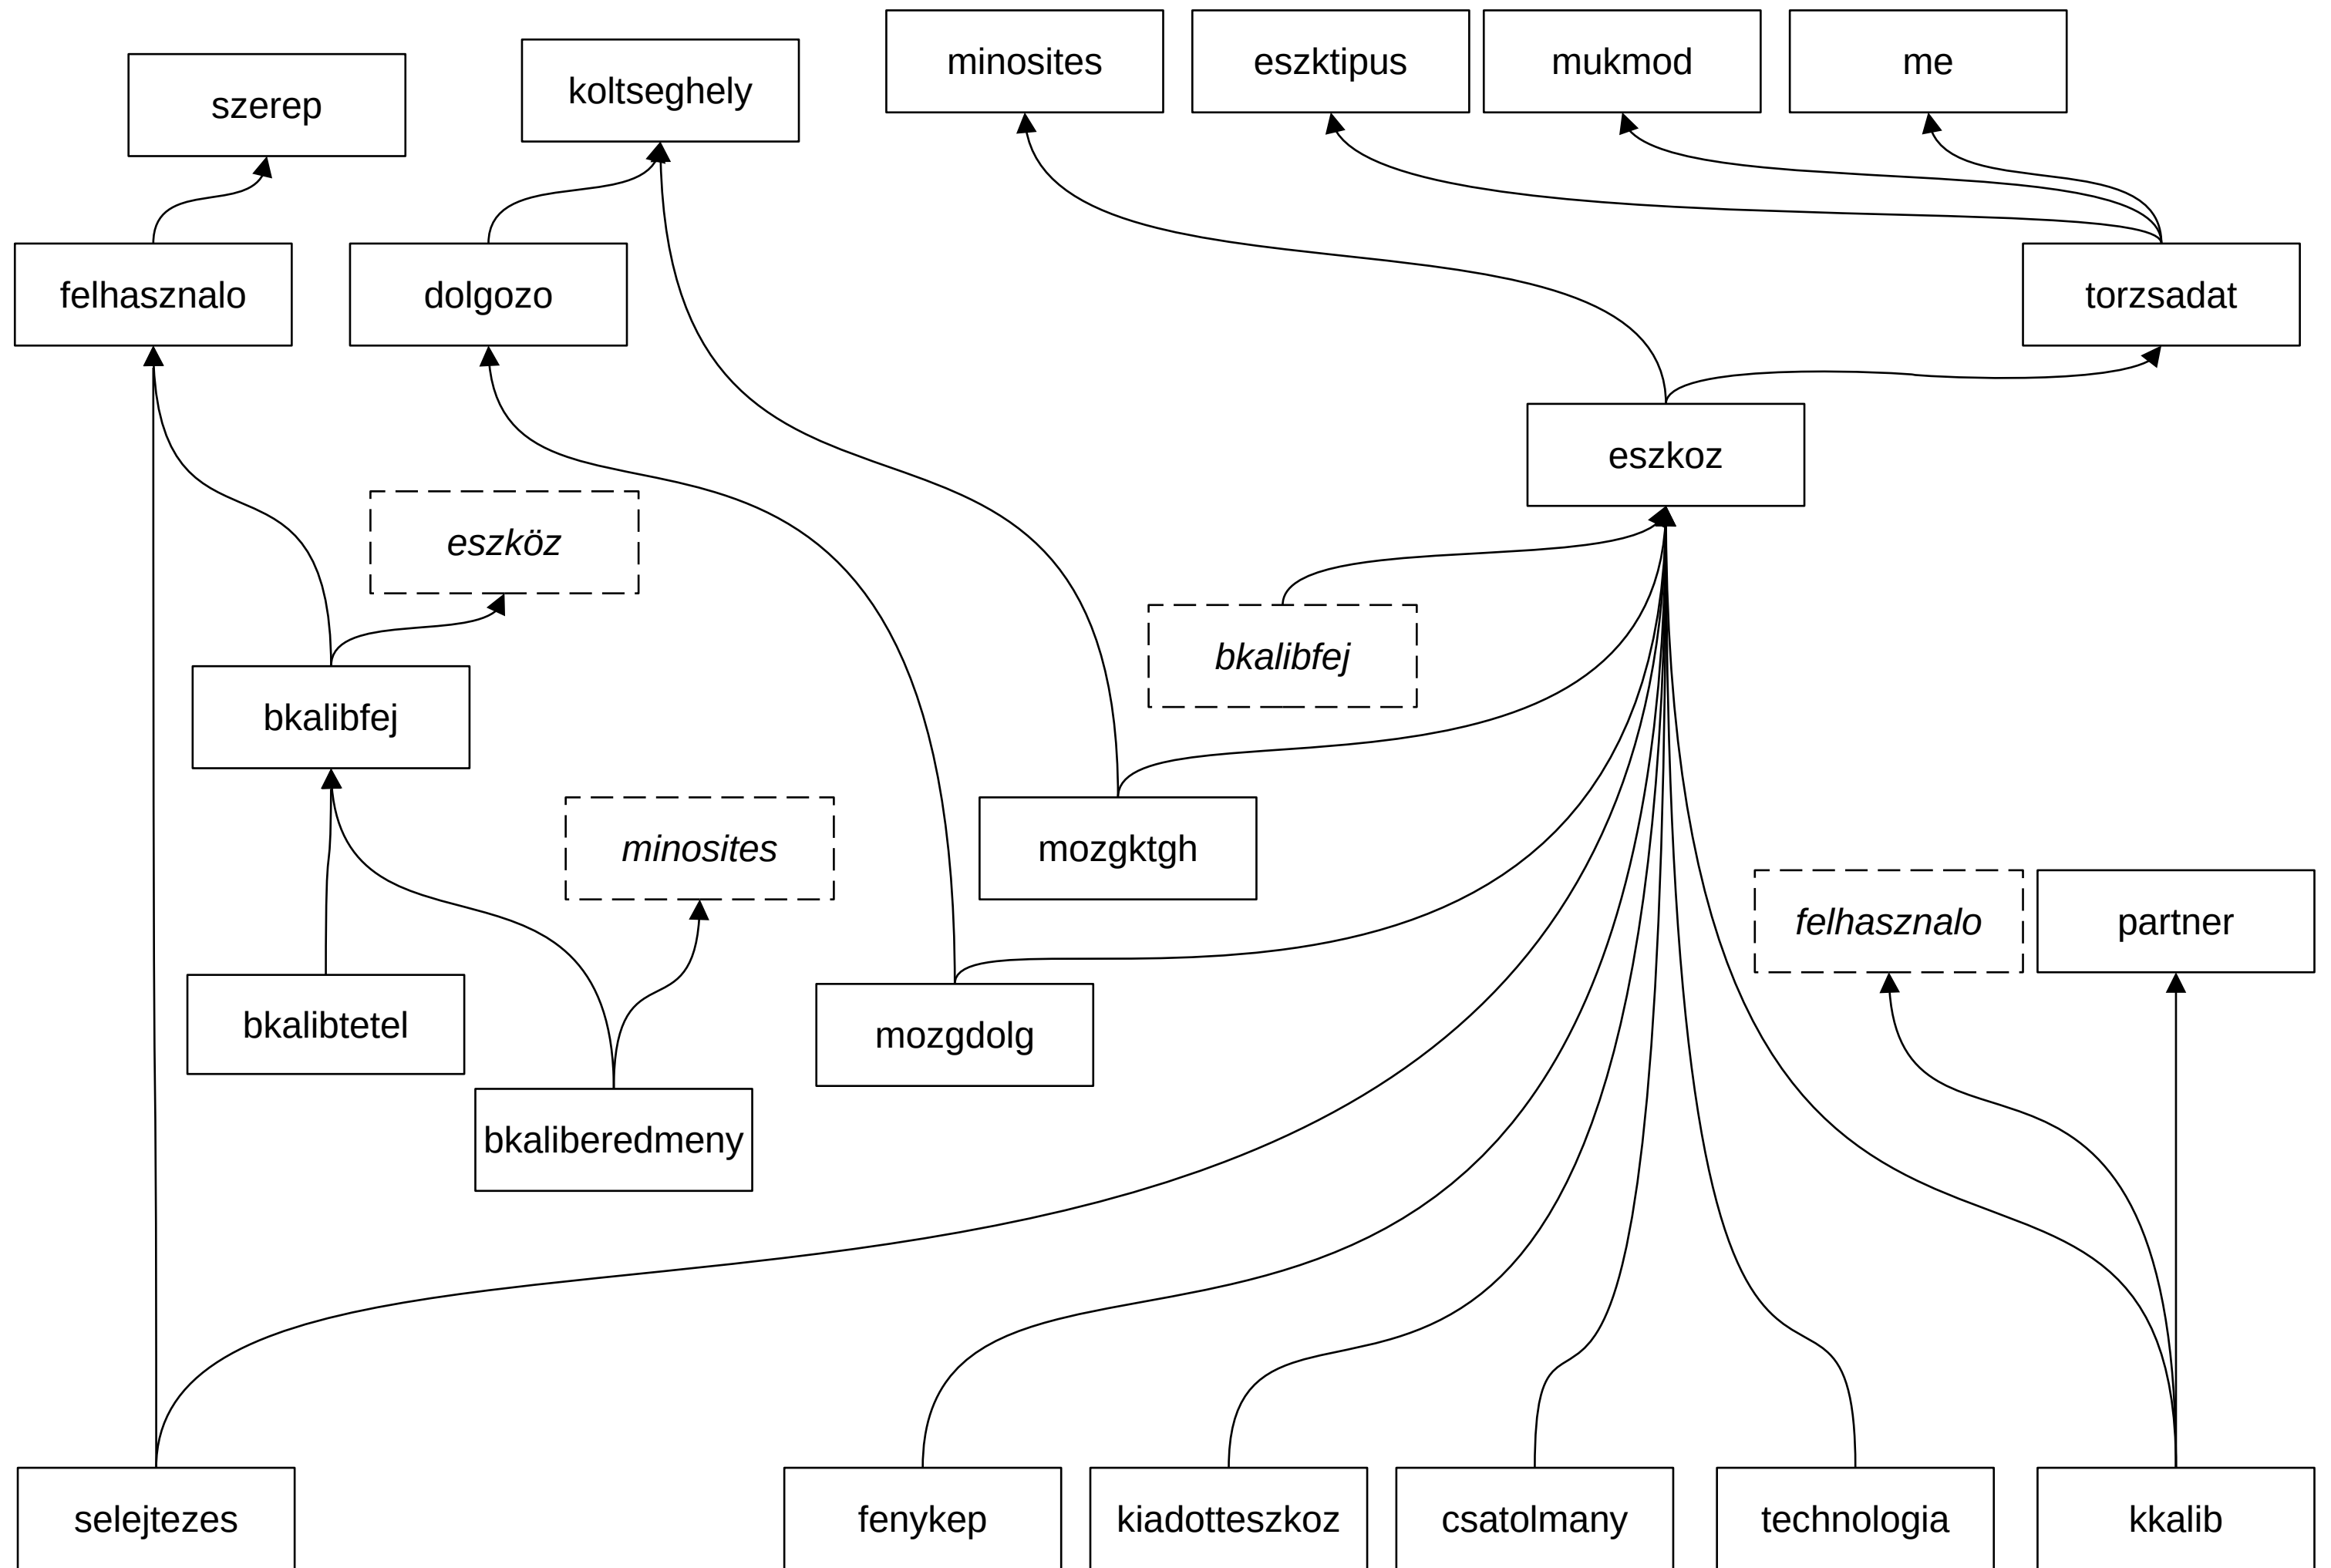 minosites
eszktipus
mukmod
me
koltseghely
szerep
felhasznalo
dolgozo
torzsadat
eszkoz
eszköz
bkalibfej
bkalibfej
minosites
mozgktgh
felhasznalo
partner
bkalibtetel
mozgdolg
bkaliberedmeny
selejtezes
fenykep
kiadotteszkoz
csatolmany
technologia
kkalib